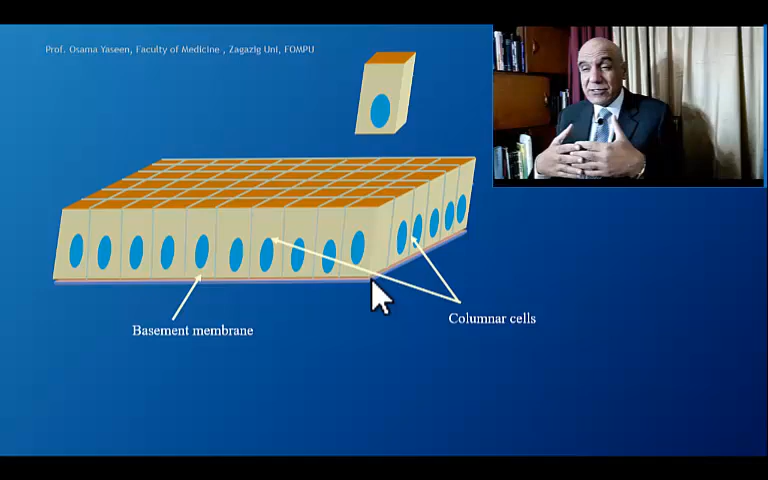 Prof. Osama Yaseen, Faculty of Medicine , Zagazig Uni, FOMPU
Basement membrane
Columnar cells